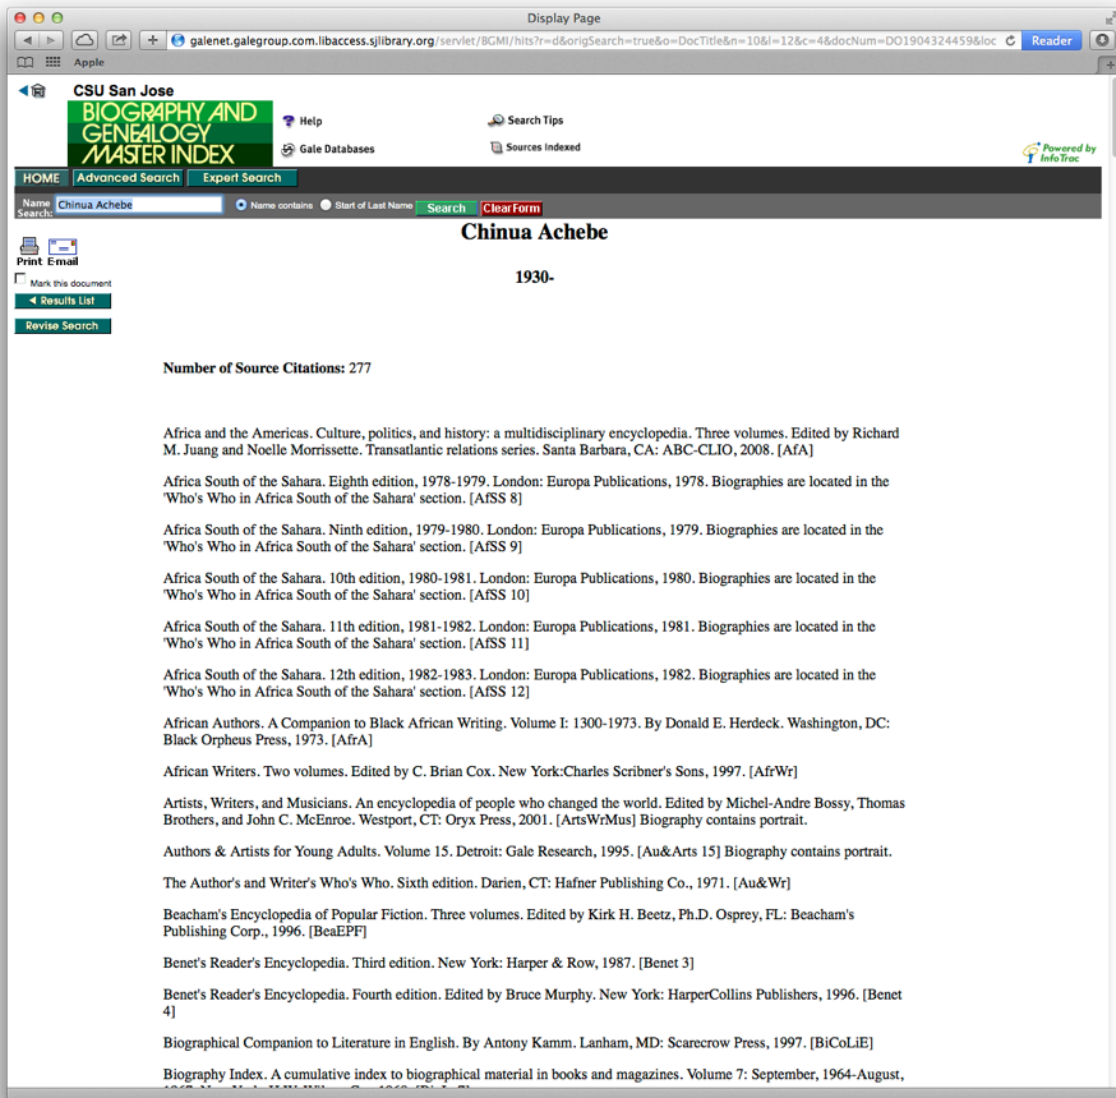 Display Page
galenet.galegroup.com.libaccess.sjlibrary.org/servlet/BGMI/hits?r=d&origSearch=true&o=DocTitle&n=10&l=12&c=4&docNum=DO1904324459&loc
Reader
Apple
CSU San Jose
BIOGRAPHY AND
GENEALOGY
MASTER INDEX
Help
Search Tips
Gale Databases
Sources Indexed
Powered by
InfoTrac
HOME Advanced Search Expert Search
Name
Search: Chinua Achebe Name contains Start of Last Name Search ClearForm
Chinua Achebe
Print E-mail
1930-
Mark this document
Results List
Revise Search
Number of Source Citations: 277
Africa and the Americas. Culture, politics, and history: a multidisciplinary encyclopedia. Three volumes. Edited by Richard
M. Juang and Noelle Morrissette. Transatlantic relations series. Santa Barbara, CA: ABC-CLIO, 2008. [AfA]
Africa South of the Sahara. Eighth edition, 1978-1979. London: Europa Publications, 1978. Biographies are located in the
'Who's Who in Africa South of the Sahara' section. [AfSS 8]
Africa South of the Sahara. Ninth edition, 1979-1980. London: Europa Publications, 1979. Biographies are located in the
'Who's Who in Africa South of the Sahara' section. [AfSS 9]
Africa South of the Sahara. 10th edition, 1980-1981. London: Europa Publications, 1980. Biographies are located in the
'Who's Who in Africa South of the Sahara' section. [AfSS 10]
Africa South of the Sahara. 11th edition, 1981-1982. London: Europa Publications, 1981. Biographies are located in the
'Who's Who in Africa South of the Sahara' section. [AfSS 11]
Africa South of the Sahara. 12th edition, 1982-1983. London: Europa Publications, 1982. Biographies are located in the
'Who's Who in Africa South of the Sahara' section. [AfSS 12]
African Authors. A Companion to Black African Writing. Volume I: 1300-1973. By Donald E. Herdeck. Washington, DC:
Black Orpheus Press, 1973. [AfrA]
African Writers. Two volumes. Edited by C. Brian Cox. New York:Charles Scribner's Sons, 1997. [AfrWr]
Artists, Writers, and Musicians. An encyclopedia of people who changed the world. Edited by Michel-Andre Bossy, Thomas
Brothers, and John C. McEnroe. Westport, CT: Oryx Press, 2001. [ArtsWrMus] Biography contains portrait.
Authors & Artists for Young Adults. Volume 15. Detroit: Gale Research, 1995. [Au&Arts 15] Biography contains portrait.
The Author's and Writer's Who's Who. Sixth edition. Darien, CT: Hafner Publishing Co., 1971. [Au&Wr]
Beacham's Encyclopedia of Popular Fiction. Three volumes. Edited by Kirk H. Beetz, Ph.D. Osprey, FL: Beacham's
Publishing Corp., 1996. [BeaEPF]
Benet's Reader's Encyclopedia. Third edition. New York: Harper & Row, 1987. [Benet 3]
Benet's Reader's Encyclopedia. Fourth edition. Edited by Bruce Murphy. New York: HarperCollins Publishers, 1996. [Benet
4]
Biographical Companion to Literature in English. By Antony Kamm. Lanham, MD: Scarecrow Press, 1997. [BiCoLiE]
Biography Index. A cumulative index to biographical material in books and magazines. Volume 7: September, 1964-August,